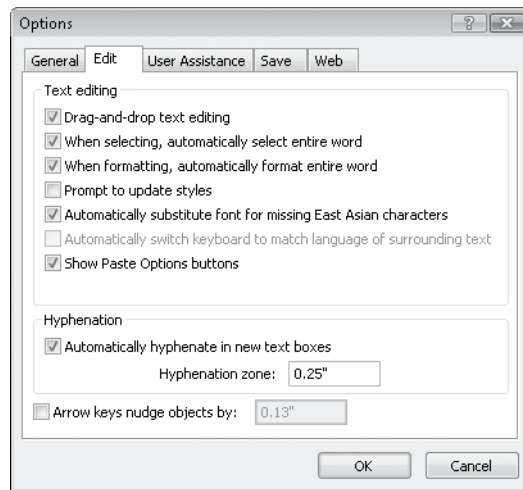 Options
General Edit User Assistance Save Web
Text editing
Drag-and-drop text editing
When selecting, automatically select entire word
When formatting, automatically format entire word
Prompt to update styles
Automatically substitute font for missing East Asian characters
Automatically switch keyboard to match language of surrounding text
Show Paste Options buttons
Hyphenation
Automatically hyphenate in new text boxes
Hyphenation zone: 0.25"
Arrow keys nudge objects by: 0.13"
OK Cancel